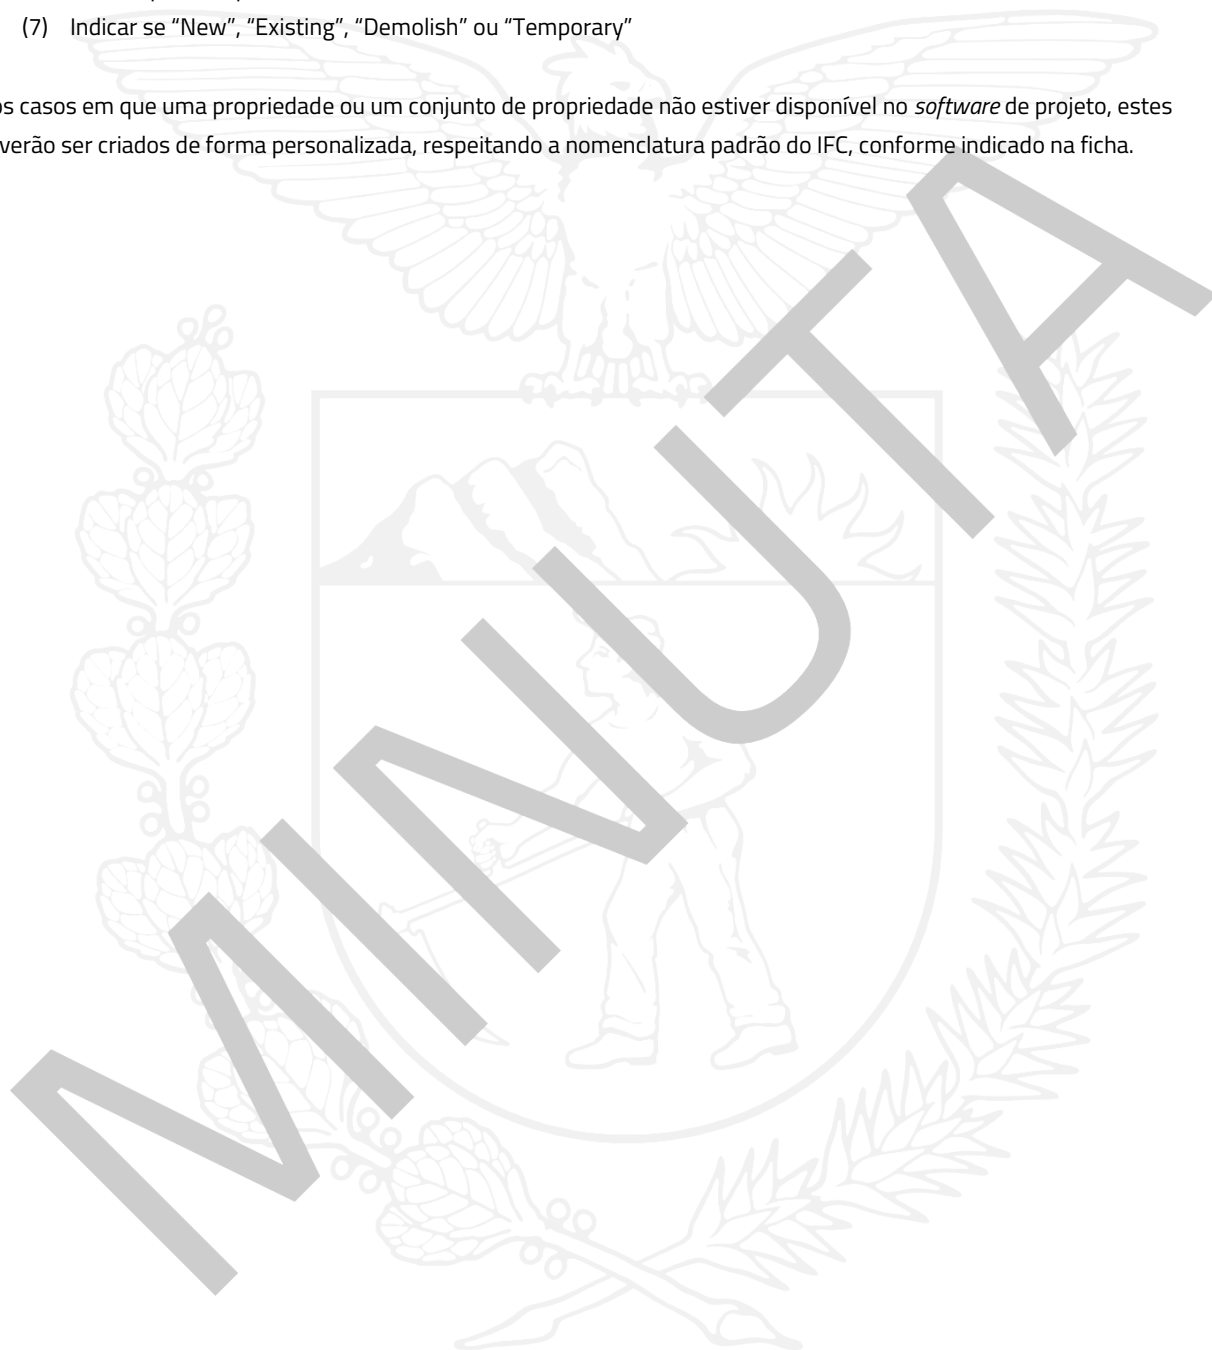 (7) Indicar se “New”, “Existing”, “Demolish” ou “Temporary”
os casos em que uma propriedade ou um conjunto de propriedade não estiver disponível no software de projeto, estes
verão ser criados de forma personalizada, respeitando a nomenclatura padrão do IFC, conforme indicado na ficha.
MINUTA